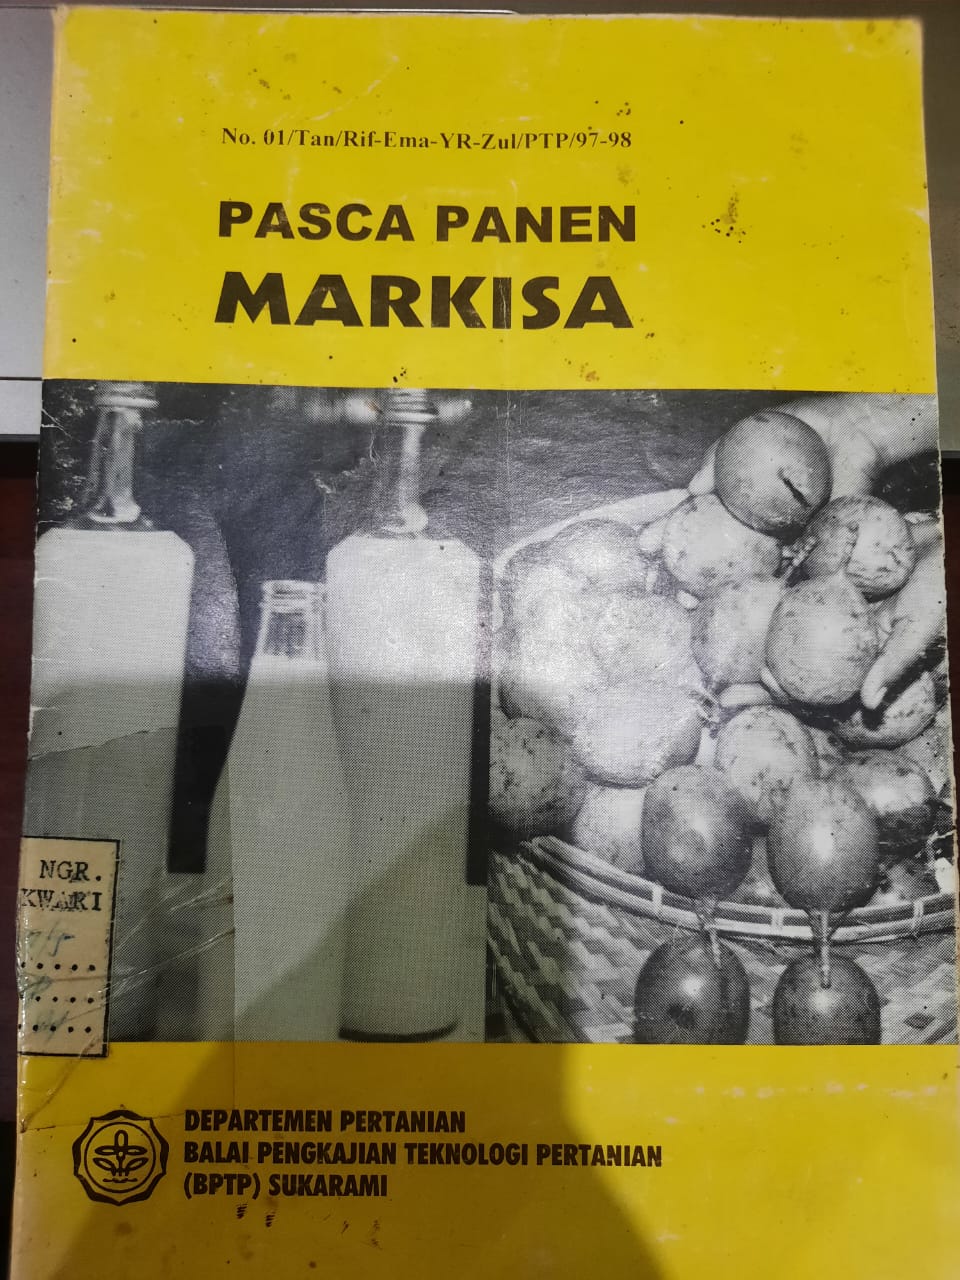 No. 01/Tan/Rif-Ema-YR-Zul/PTP/97-98
PASCA PANEN
MARKISA
NGR.
KWARI
DEPARTEMEN PERTANIAN
BALAI PENGKAJIAN TEKNOLOGI PERTANIAN
(BPTP) SUKARAMI